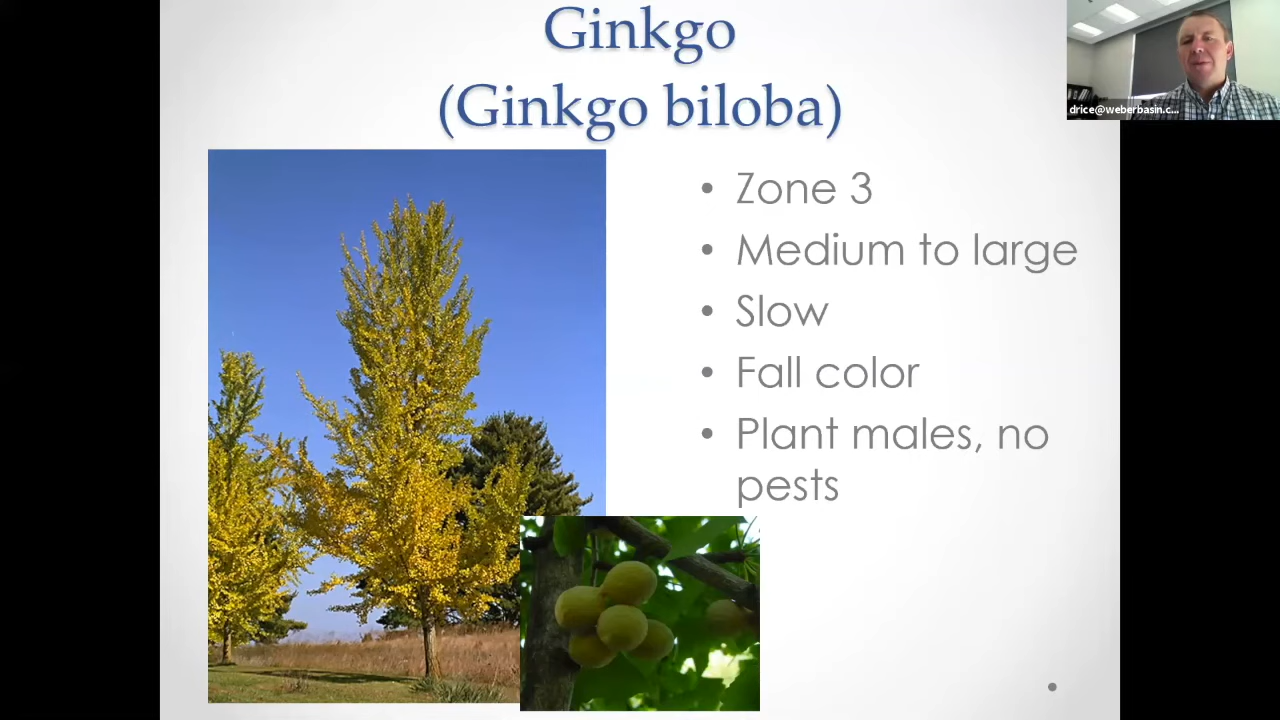 Ginkgo
(Ginkgo biloba)
drice@weberbasin.c...
• Zone 3
• Medium to large
• Slow
• Fall color
• Plant males, no
pests